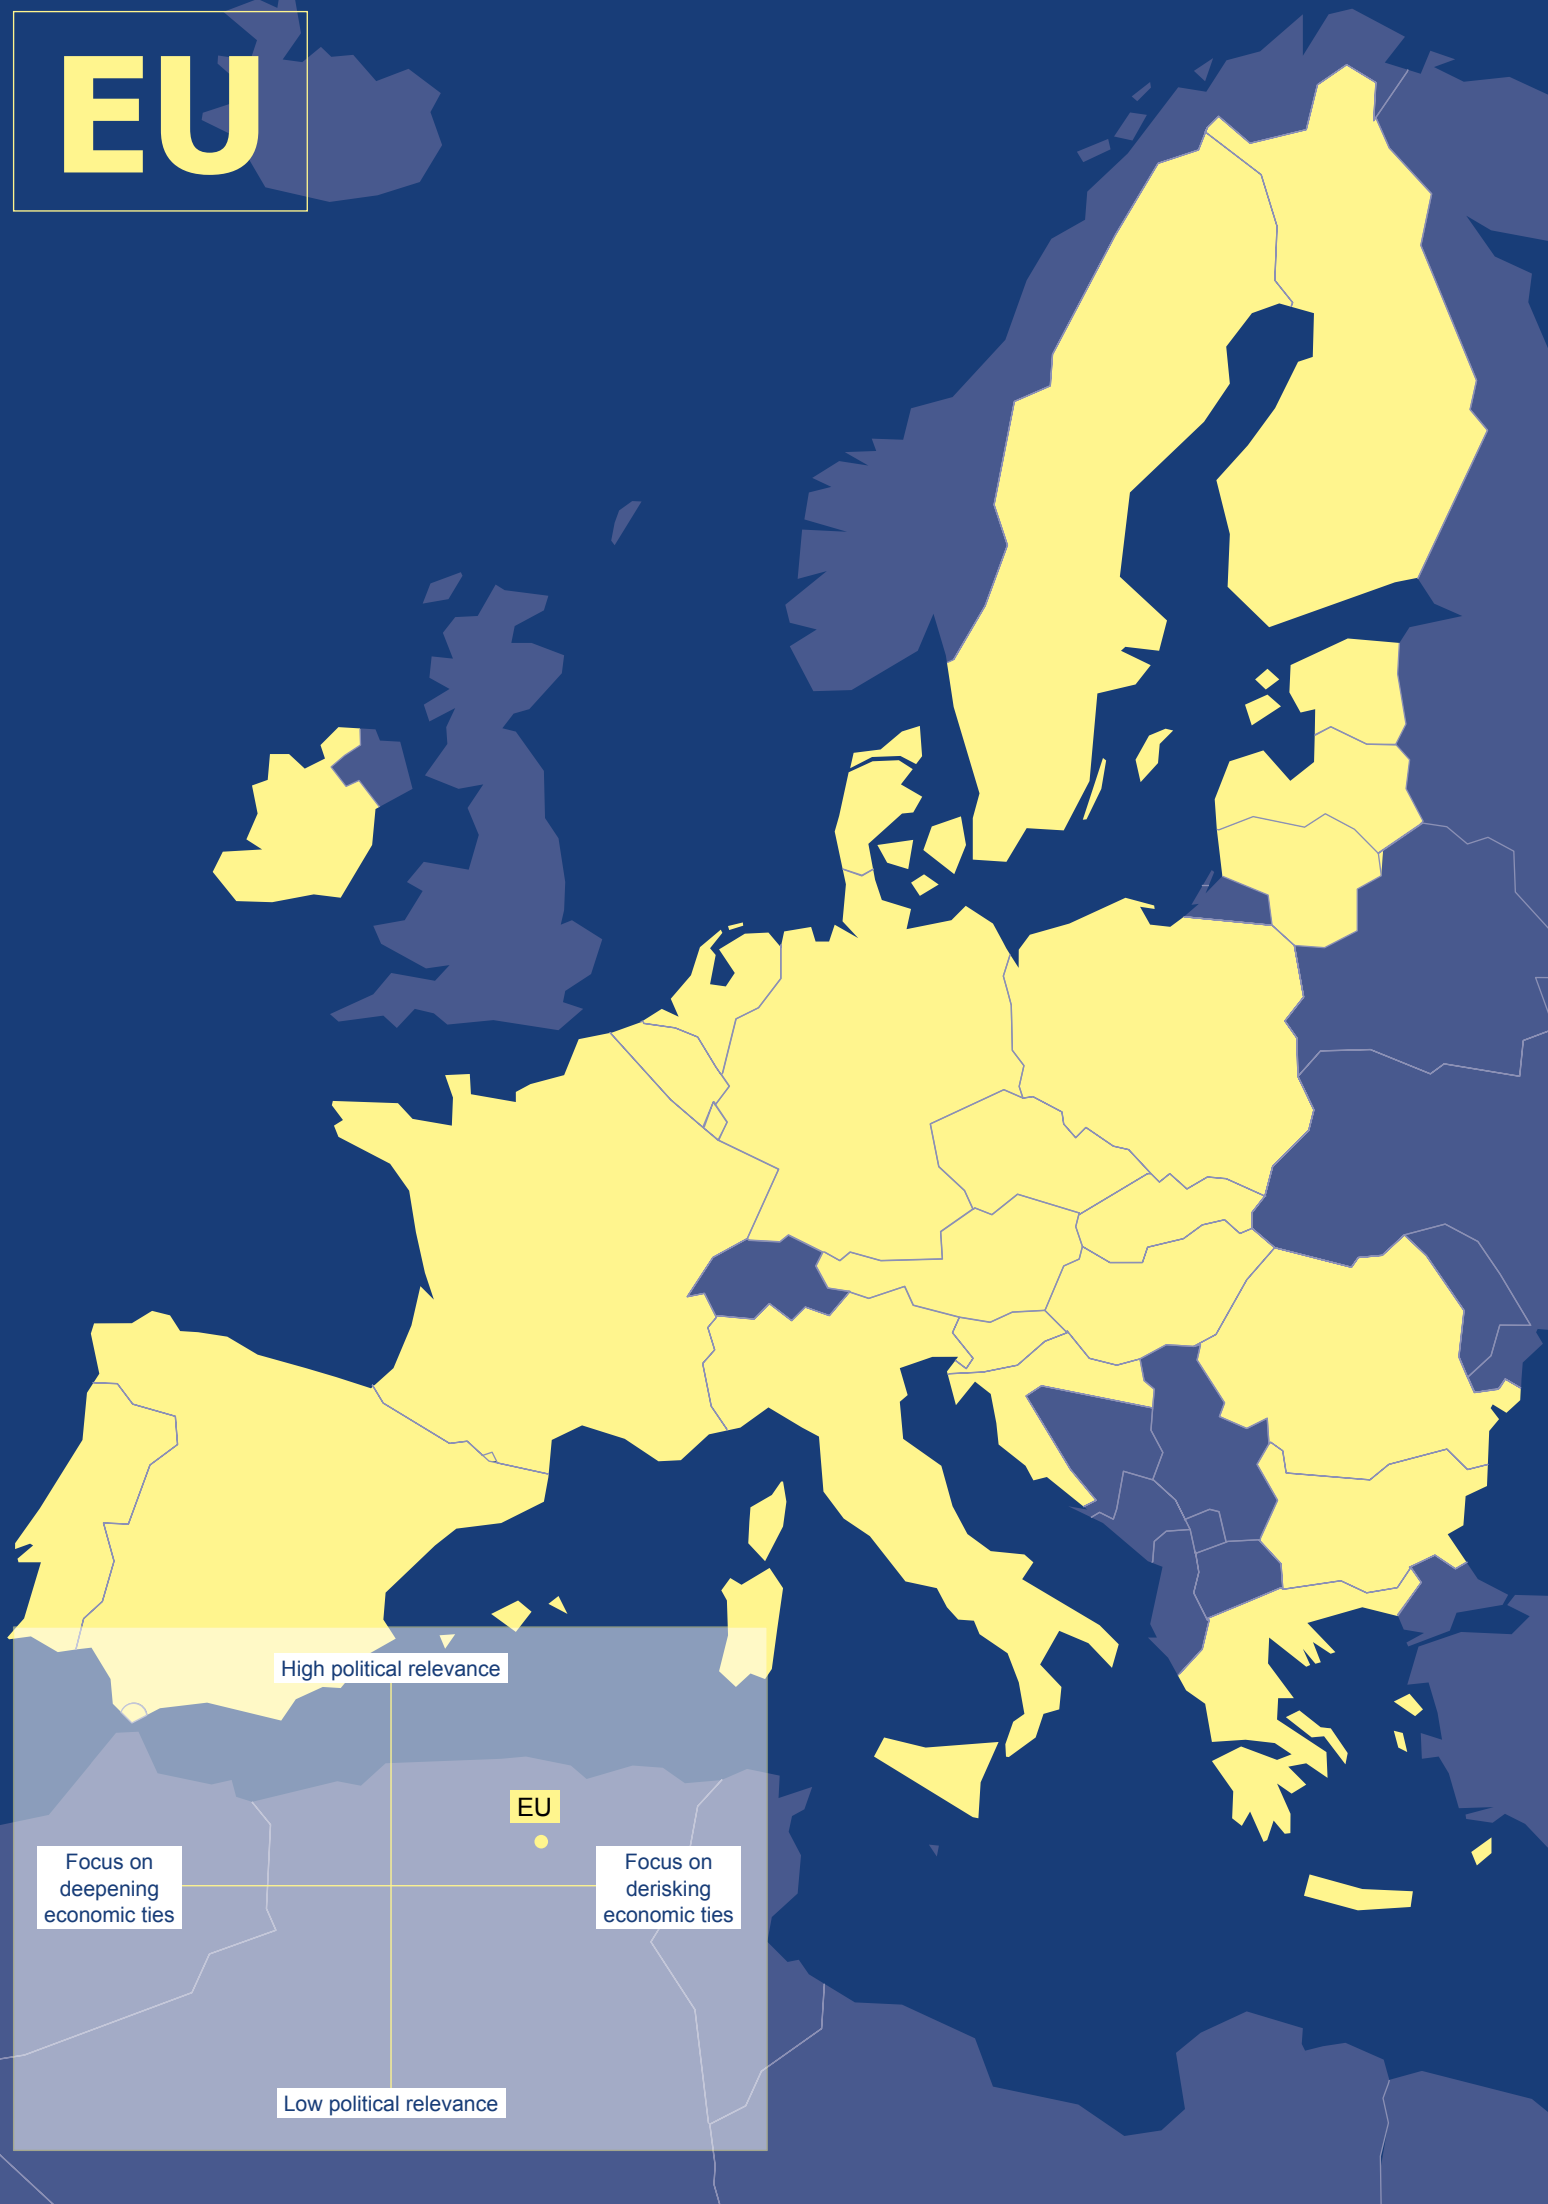 EU
High political relevance
EU
Focus on
deepening
economic ties
Focus on
derisking
economic ties
Low political relevance